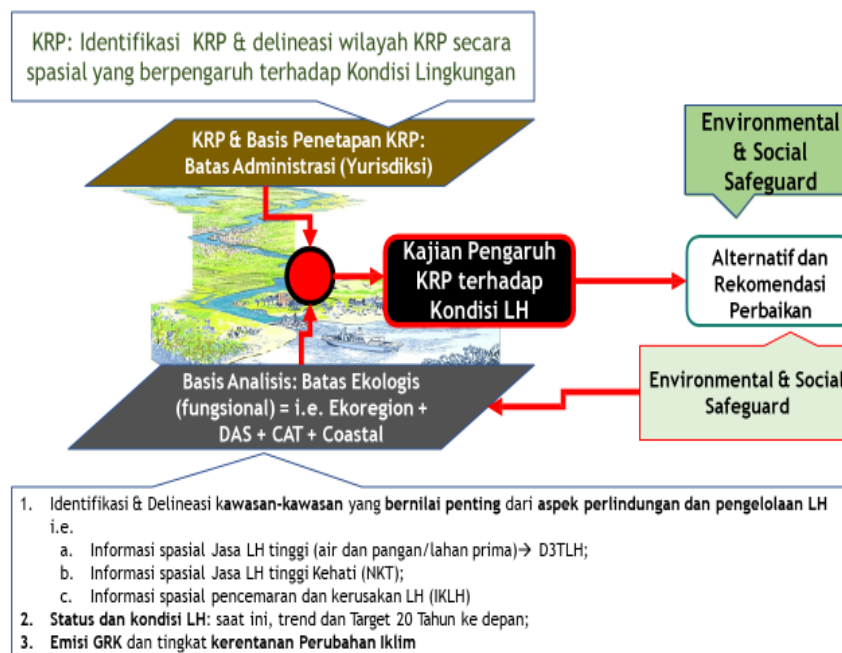 KRP: Identifikasi KRP & delineasi wilayah KRP secara
spasial yang berpengaruh terhadap Kondisi Lingkungan
KRP & Basis Penetapan KRP:
Batas Administrasi (Yurisdiksi)
Environmental
& Social
Safeguard
Kajian Pengaruh
KRP terhadap
Kondisi LH
Alternatif dan
Rekomendasi
Perbaikan
Basis Analisis: Batas Ekologis
(fungsional) = i.e. Ekoregion +
DAS + CAT + Coastal
Environmental & Social
Safeguard
1. Identifikasi & Delineasi kawasan-kawasan yang bernilai penting dari aspek perlindungan dan pengelolaan LH
i.e.
a. Informasi spasial Jasa LH tinggi (air dan pangan/lahan prima)→ D3TLH;
b. Informasi spasial Jasa LH tinggi Kehati (NKT);
c. Informasi spasial pencemaran dan kerusakan LH (IKLH)
2. Status dan kondisi LH: saat ini, trend dan Target 20 Tahun ke depan;
3. Emisi GRK dan tingkat kerentanan Perubahan Iklim